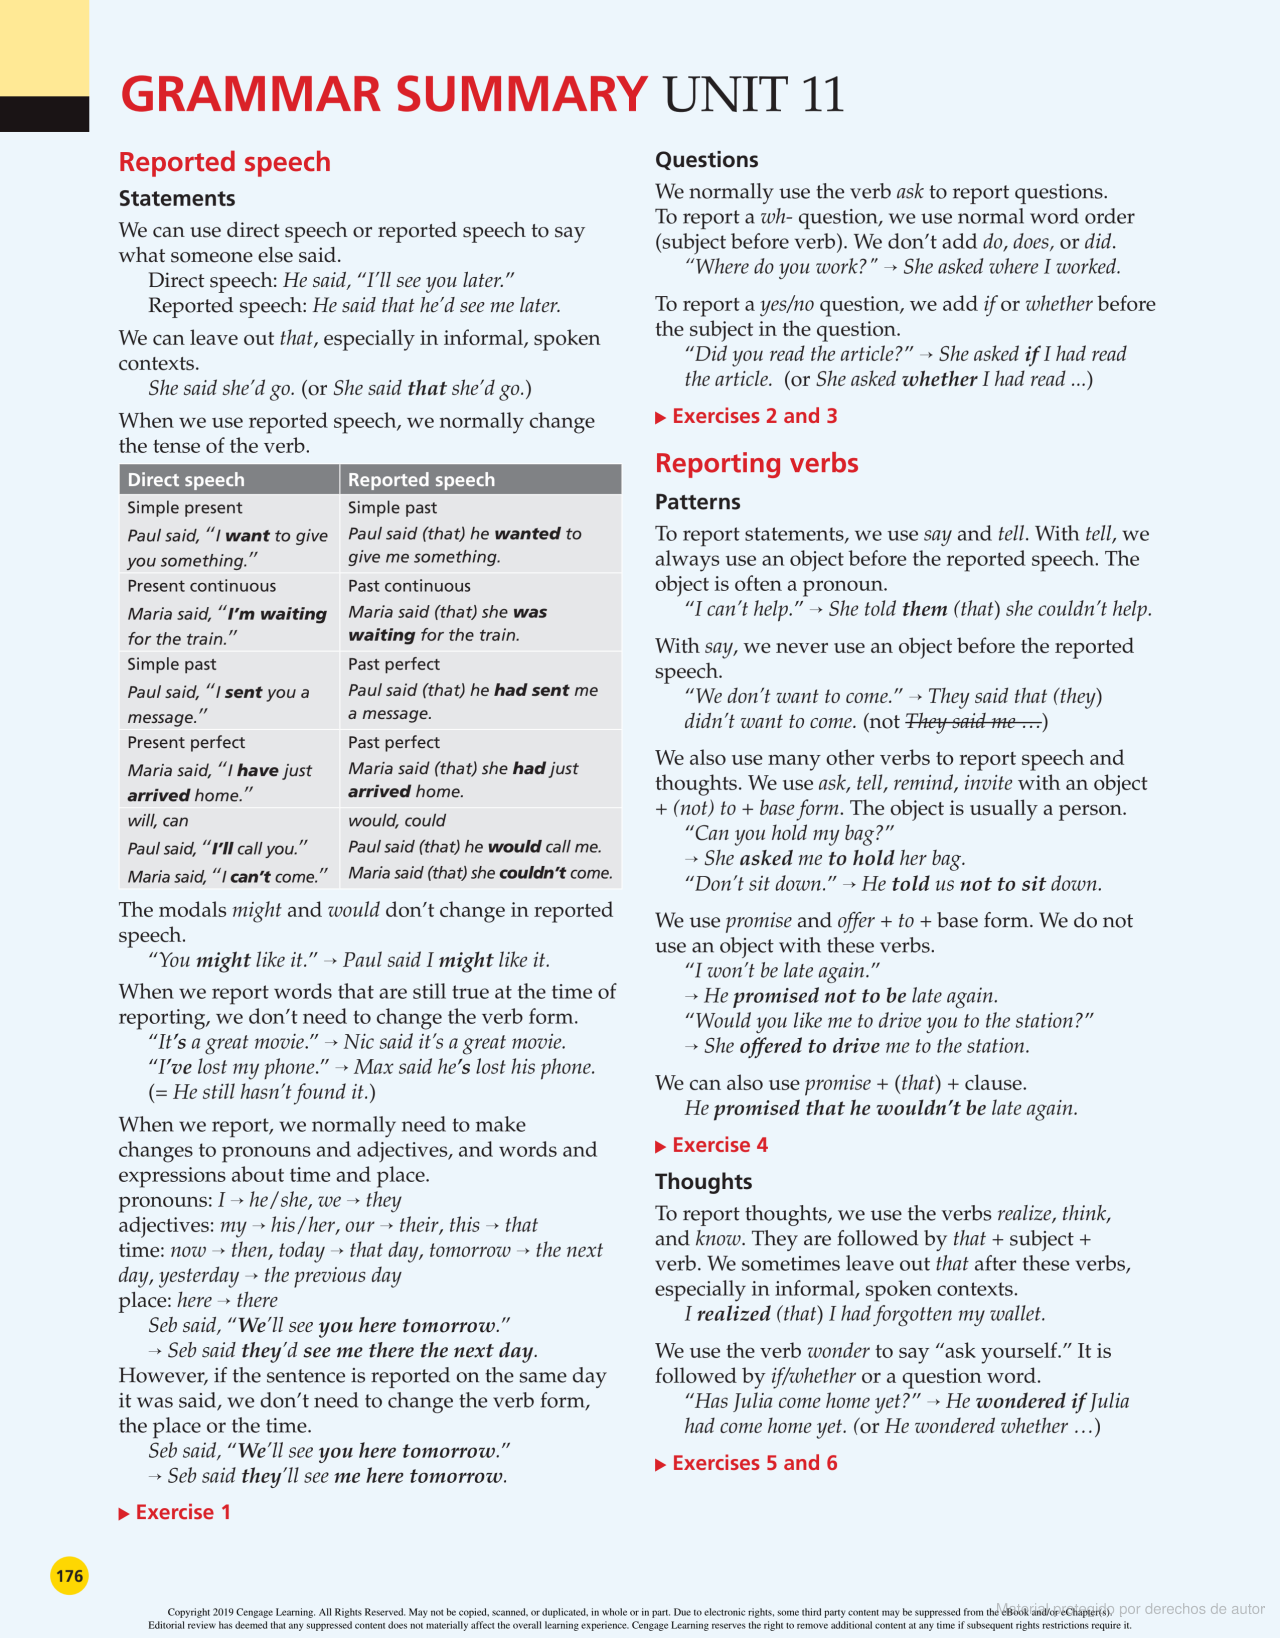 GRAMMAR SUMMARY UNIT 11
Reported speech
Statements
We can use direct speech or reported speech to say
what someone else said.
Direct speech: He said, “I’ll see you later.”
Reported speech: He said that he’d see me later.
We can leave out that, especially in informal, spoken
contexts.
She said she’d go. (or She said that she’d go.)
When we use reported speech, we normally change
the tense of the verb.
Direct speech Reported speech
Simple present Simple past
Paul said, “I want to give Paul said (that) he wanted to
you something.” give me something.
Present continuous Past continuous
Maria said, “I’m waiting Maria said (that) she was
for the train.” waiting for the train.
Simple past Past perfect
Paul said, “I sent you a Paul said (that) he had sent me
message.” a message.
Present perfect Past perfect
Maria said, “I have just Maria said (that) she had just
arrived home.” arrived home.
will, can would, could
Paul said, “I’ll call you.” Paul said (that) he would call me.
Maria said, “I can’t come.” Maria said (that) she couldn’t come.
The modals might and would don’t change in reported
speech.
“You might like it.” → Paul said I might like it.
When we report words that are still true at the time of
reporting, we don’t need to change the verb form.
“It’s a great movie.” → Nic said it’s a great movie.
“I’ve lost my phone.” → Max said he’s lost his phone.
(= He still hasn’t found it.)
When we report, we normally need to make
changes to pronouns and adjectives, and words and
expressions about time and place.
pronouns: I → he/she, we → they
adjectives: my → his/her, our → their, this → that
time: now → then, today → that day, tomorrow → the next
day, yesterday → the previous day
place: here → there
Seb said, “We’ll see you here tomorrow.”
→ Seb said they’d see me there the next day.
However, if the sentence is reported on the same day
it was said, we don’t need to change the verb form,
the place or the time.
Seb said, “We’ll see you here tomorrow.”
→ Seb said they’ll see me here tomorrow.
▶ Exercise 1
Questions
We normally use the verb ask to report questions.
To report a wh- question, we use normal word order
(subject before verb). We don’t add do, does, or did.
“Where do you work?” → She asked where I worked.
To report a yes/no question, we add if or whether before
the subject in the question.
“Did you read the article?” → She asked if I had read
the article. (or She asked whether I had read ...)
▶ Exercises 2 and 3
Reporting verbs
Patterns
To report statements, we use say and tell. With tell, we
always use an object before the reported speech. The
object is often a pronoun.
“I can’t help.” → She told them (that) she couldn’t help.
With say, we never use an object before the reported
speech.
“We don’t want to come.” → They said that (they)
didn’t want to come. (not They said me …)
We also use many other verbs to report speech and
thoughts. We use ask, tell, remind, invite with an object
+ (not) to + base form. The object is usually a person.
“Can you hold my bag?”
→ She asked me to hold her bag.
“Don’t sit down.” → He told us not to sit down.
We use promise and offer + to + base form. We do not
use an object with these verbs.
“I won’t be late again.”
→ He promised not to be late again.
“Would you like me to drive you to the station?”
→ She offered to drive me to the station.
We can also use promise + (that) + clause.
He promised that he wouldn’t be late again.
▶ Exercise 4
Thoughts
To report thoughts, we use the verbs realize, think,
and know. They are followed by that + subject +
verb. We sometimes leave out that after these verbs,
especially in informal, spoken contexts.
I realized (that) I had forgotten my wallet.
We use the verb wonder to say “ask yourself.” It is
followed by if/whether or a question word.
“Has Julia come home yet?” → He wondered if Julia
had come home yet. (or He wondered whether …)
▶ Exercises 5 and 6
176
Copyright 2019 Cengage Learning. All Rights Reserved. May not be copied, scanned, or duplicated, in whole or in part. Due to electronic rights, some third party content may be suppressed from the eBook and/or eChapter(s).
Material protegido por derechos de autor
Editorial review has deemed that any suppressed content does not materially affect the overall learning experience. Cengage Learning reserves the right to remove additional content at any time if subsequent rights restrictions require it.